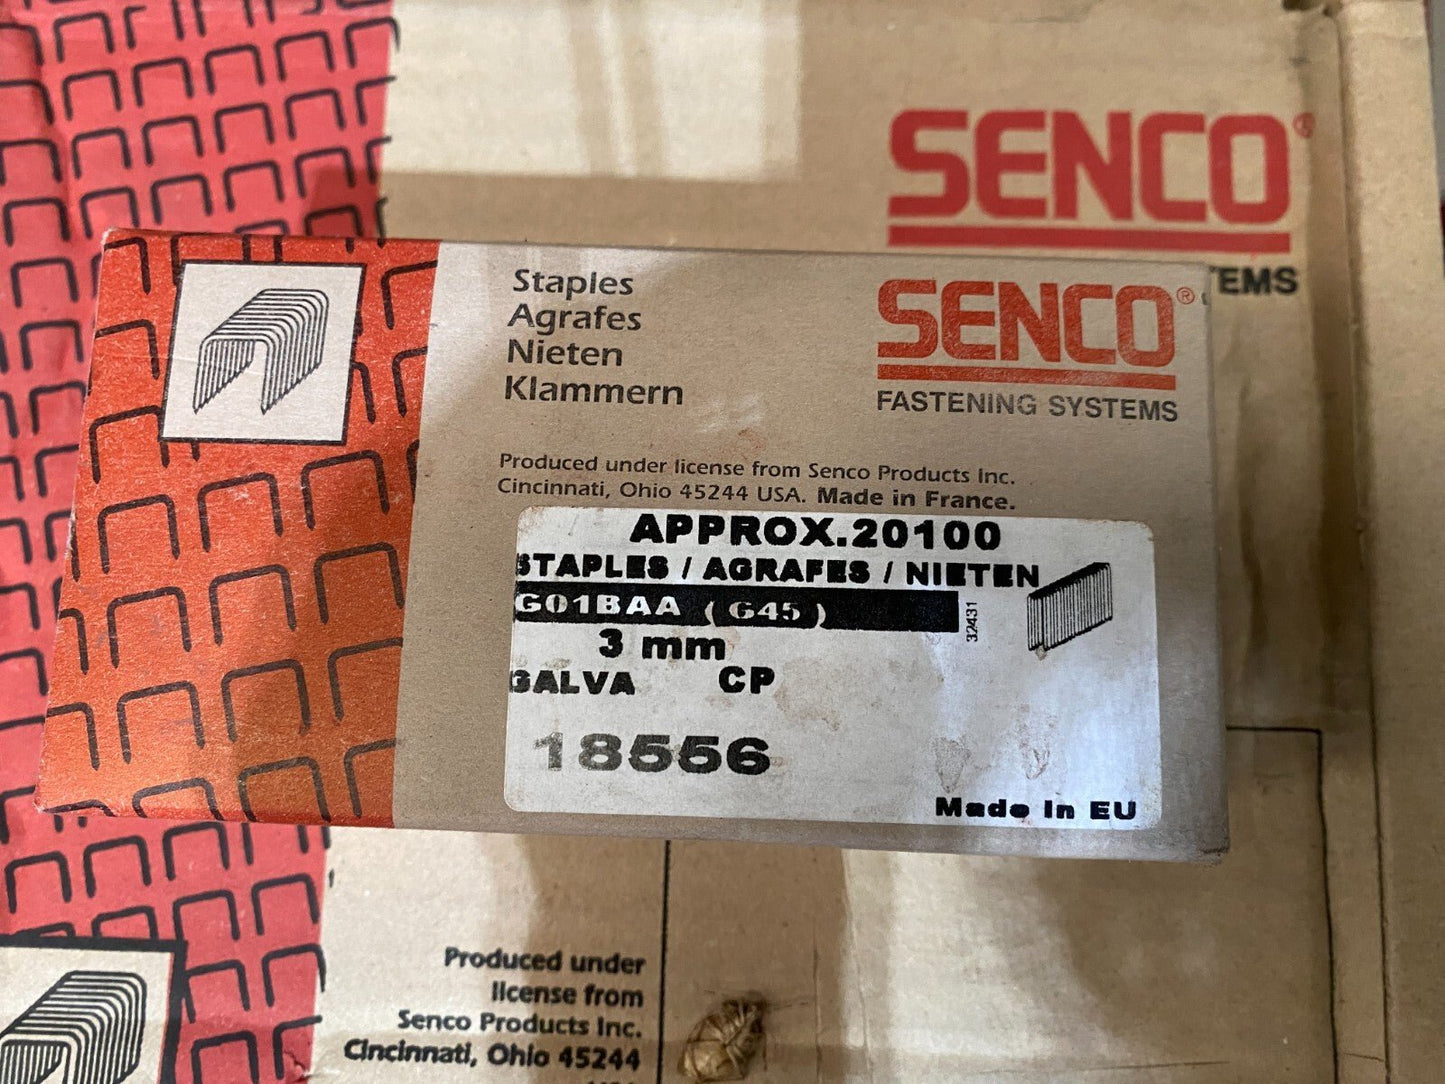 SENCO®
TEMS
Staples
Agrafes
Nieten
Klammern
SENCO®
FASTENING SYSTEMS
Produced under license from Senco Products Inc.
Cincinnati, Ohio 45244 USA. Made in France.
APPROX.20100
STAPLES / AGRAFES / NIETEN
G01BAA (G45)
32431
3 mm
GALVA CP
18556
Made in EU
Produced under
license from
Senco Products Inc.
Cincinnati, Ohio 45244